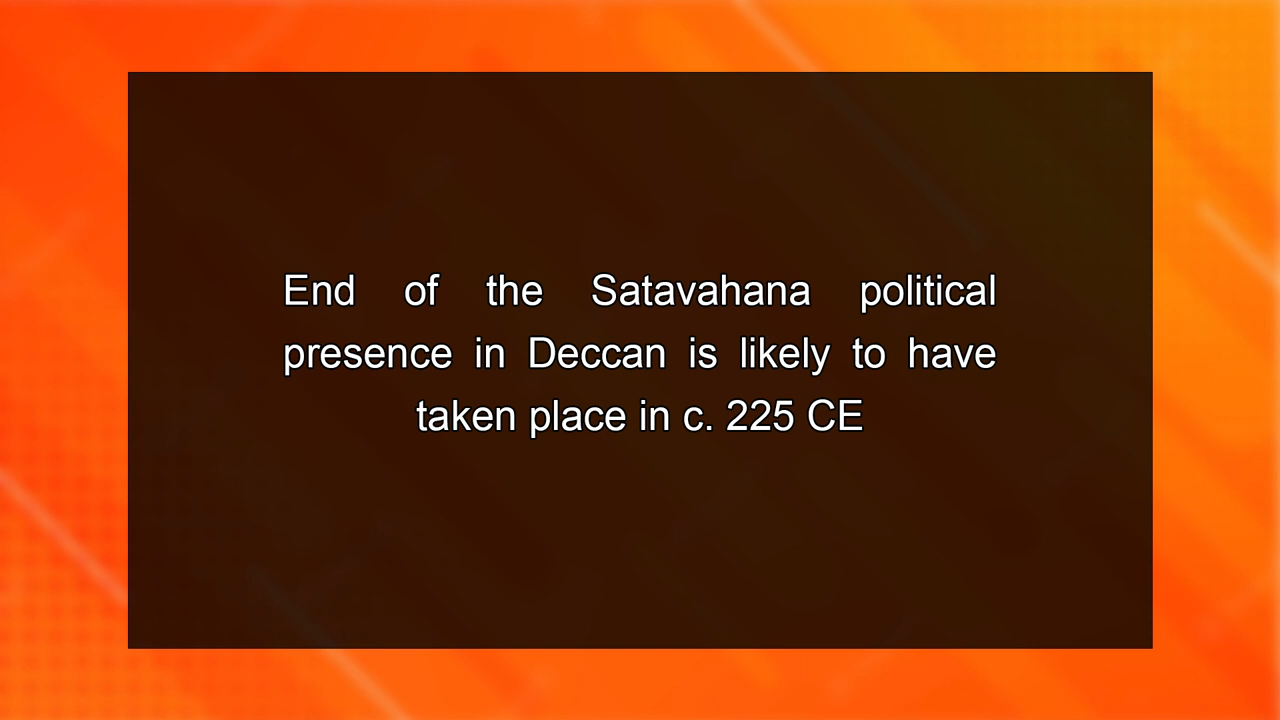 End of the Satavahana political
presence in Deccan is likely to have
taken place in c. 225 CE